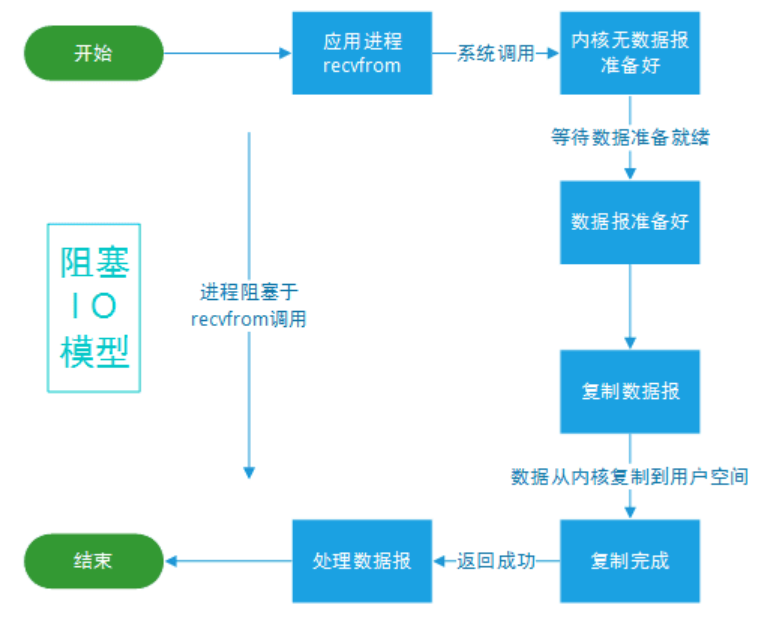 开始
应用进程
recvfrom
系统调用
内核无数据报
准备好
等待数据准备就绪
数据报准备好
阻塞
IO
模型
进程阻塞于
recvfrom调用
复制数据报
数据从内核复制到用户空间
结束
处理数据报
返回成功
复制完成